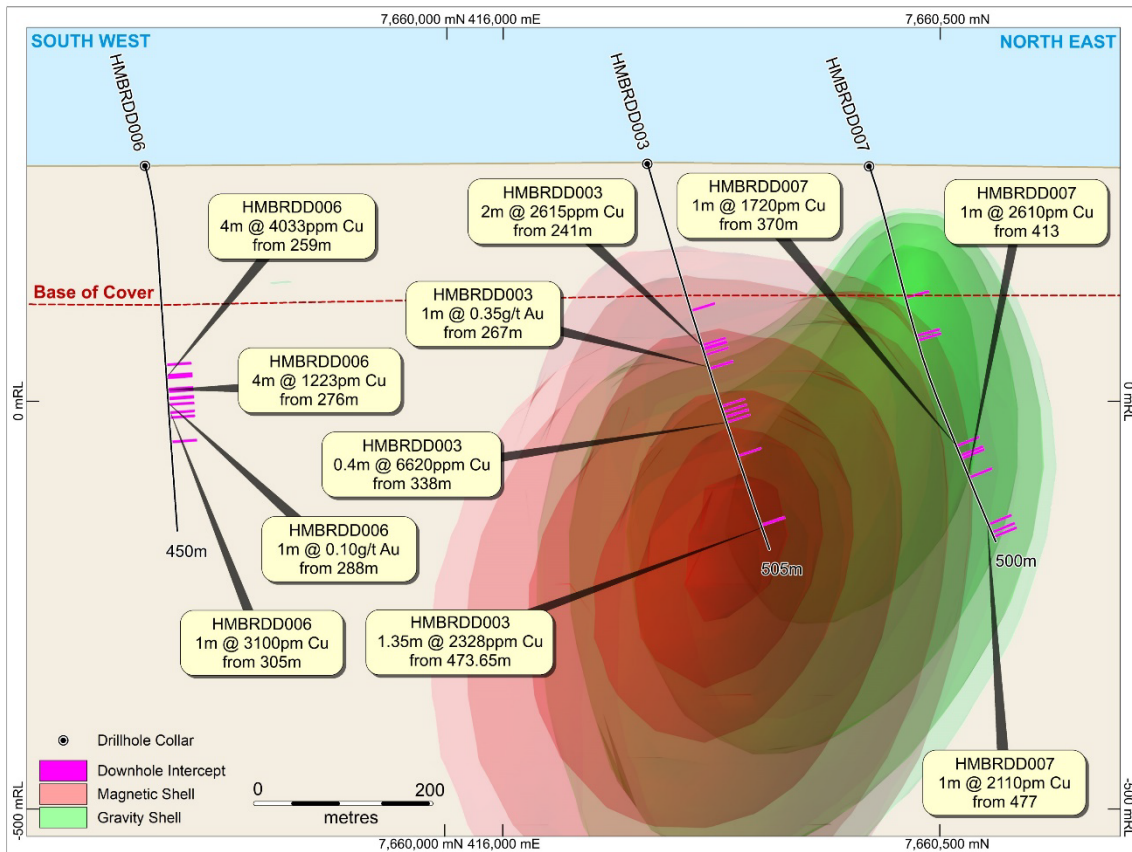 7,660,000 mN 416,000 mE
7,660,500 mN
SOUTH WEST
NORTH EAST
HMBRDD006
HMBRDD003
HMBRDD007
HMBRDD006
4m @ 4033ppm Cu
from 259m
HMBRDD003
2m @ 2615ppm Cu
from 241m
HMBRDD007
1m @ 1720pm Cu
from 370m
HMBRDD007
1m @ 2610pm Cu
from 413
Base of Cover
HMBRDD003
1m @ 0.35g/t Au
from 267m
HMBRDD006
4m @ 1223pm Cu
from 276m
0 mRL
0 mRL
HMBRDD003
0.4m @ 6620ppm Cu
from 338m
HMBRDD006
1m @ 0.10g/t Au
from 288m
450m
505m
500m
HMBRDD006
1m @ 3100pm Cu
from 305m
HMBRDD003
1.35m @ 2328ppm Cu
from 473.65m
HMBRDD007
1m @ 2110pm Cu
from 477
Drillhole Collar
Downhole Intercept
Magnetic Shell
Gravity Shell
0 200
metres
-500 mRL
-500 mRL
7,660,000 mN 416,000 mE
7,660,500 mN